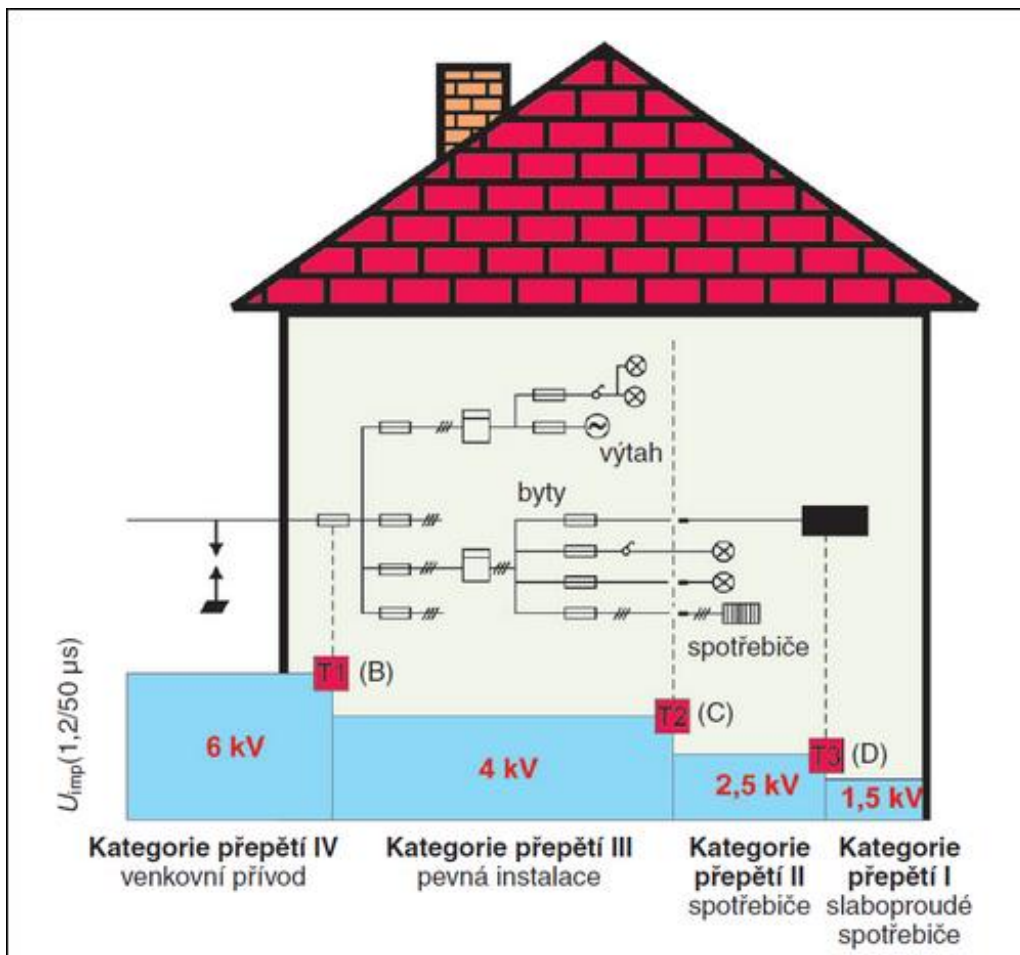 výtah
byty
spotřebiče
U imp (1,2/50 µs)
T1 (B)
T2 (C)
T3 (D)
6 kV
4 kV
2,5 kV
1,5 kV
Kategorie přepětí IV
venkovní přívod
Kategorie přepětí III
pevná instalace
Kategorie
přepětí II
spotřebiče
Kategorie
přepětí I
slaboproudé
spotřebiče